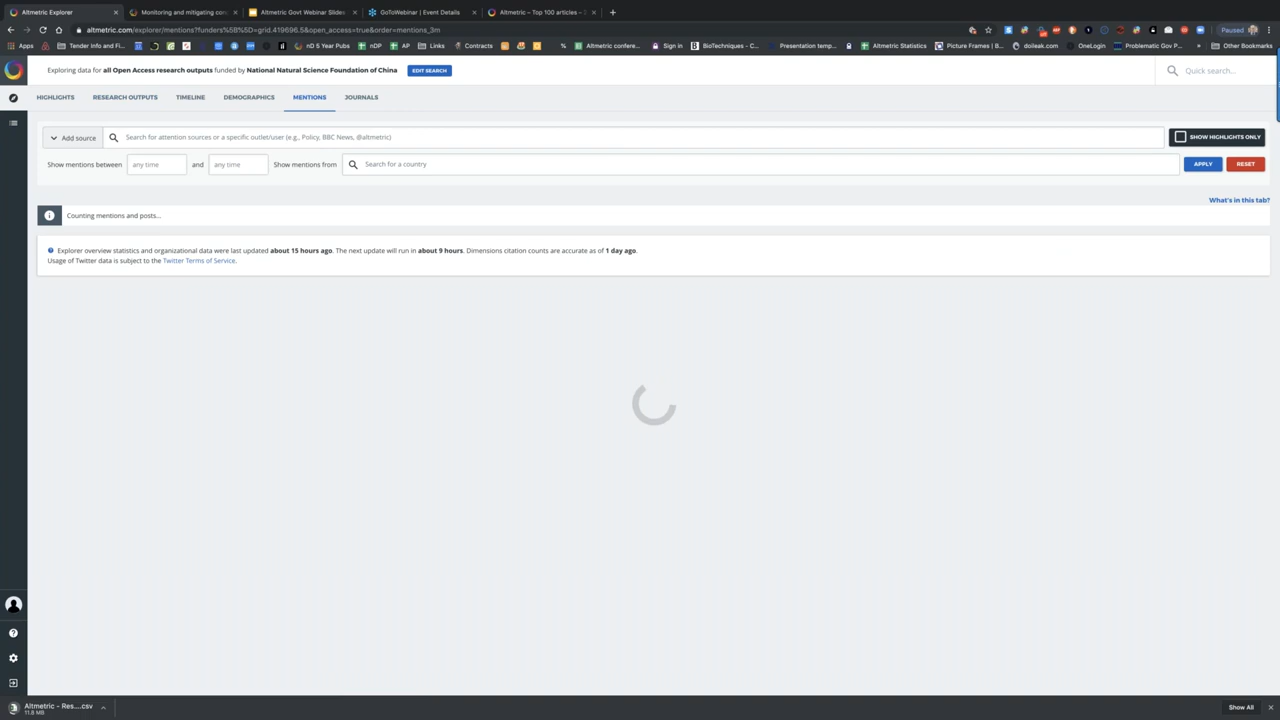 Altmetric Explorer
Monitoring and mitigating con
Altmetric Govt Webinar Slides
GoToWebinar | Event Details
Altmetric – Top 100 articles –
altmetric.com/explorer/mentions?funders%5B%5D=grid.419696.5&open_access=true&order=mentions_3m
Paused
Apps
Tender Info and Fi...
nD 6 Year Pubs
nDP
AP
Links
Contracts
%
Altmetric confere...
Sign in
BioTechniques - C...
Presentation temp...
Altmetric Statistics
Picture Frames | B...
doileak.com
OneLogin
Problematic Gov P...
»
Other Bookmarks
Exploring data for all Open Access research outputs funded by National Natural Science Foundation of China
EDIT SEARCH
Quick search...
HIGHLIGHTS
RESEARCH OUTPUTS
TIMELINE
DEMOGRAPHICS
MENTIONS
JOURNALS
Add source
Search for attention sources or a specific outlet/user (e.g., Policy, BBC News, @altmetric)
SHOW HIGHLIGHTS ONLY
Show mentions between
any time
and
any time
Show mentions from
Search for a country
APPLY
RESET
What's in this tab?
Counting mentions and posts...
Explorer overview statistics and organizational data were last updated about 15 hours ago. The next update will run in about 9 hours. Dimensions citation counts are accurate as of 1 day ago.
Usage of Twitter data is subject to the Twitter Terms of Service.
Altmetric - Res....csv
11.8 MB
Show All